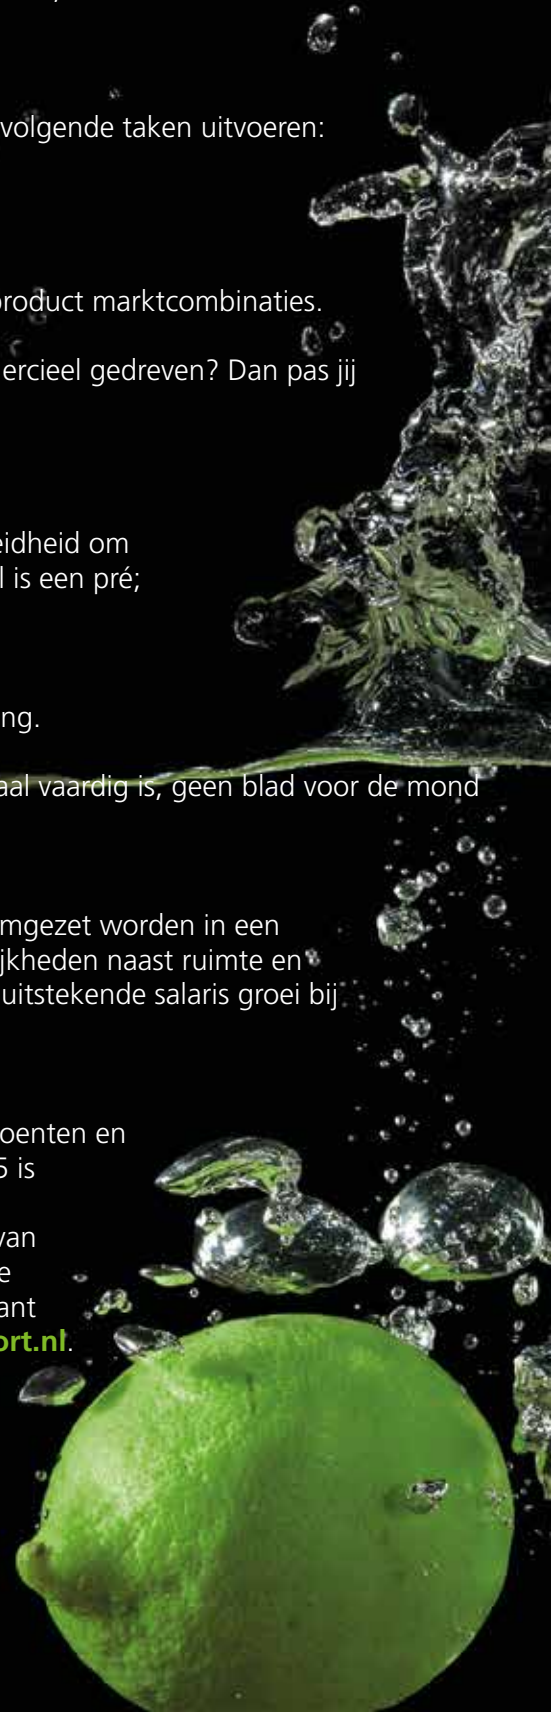 volgende taken uitvoeren:
product marktcombinaties.
ercieel gedreven? Dan pas jij
eidheid om
l is een pré;
ng.
aal vaardig is, geen blad voor de mond
mgezet worden in een
jkheden naast ruimte en
uitstekende salaris groei bij
oenten en
5 is
van
e
ant
ort.nl.